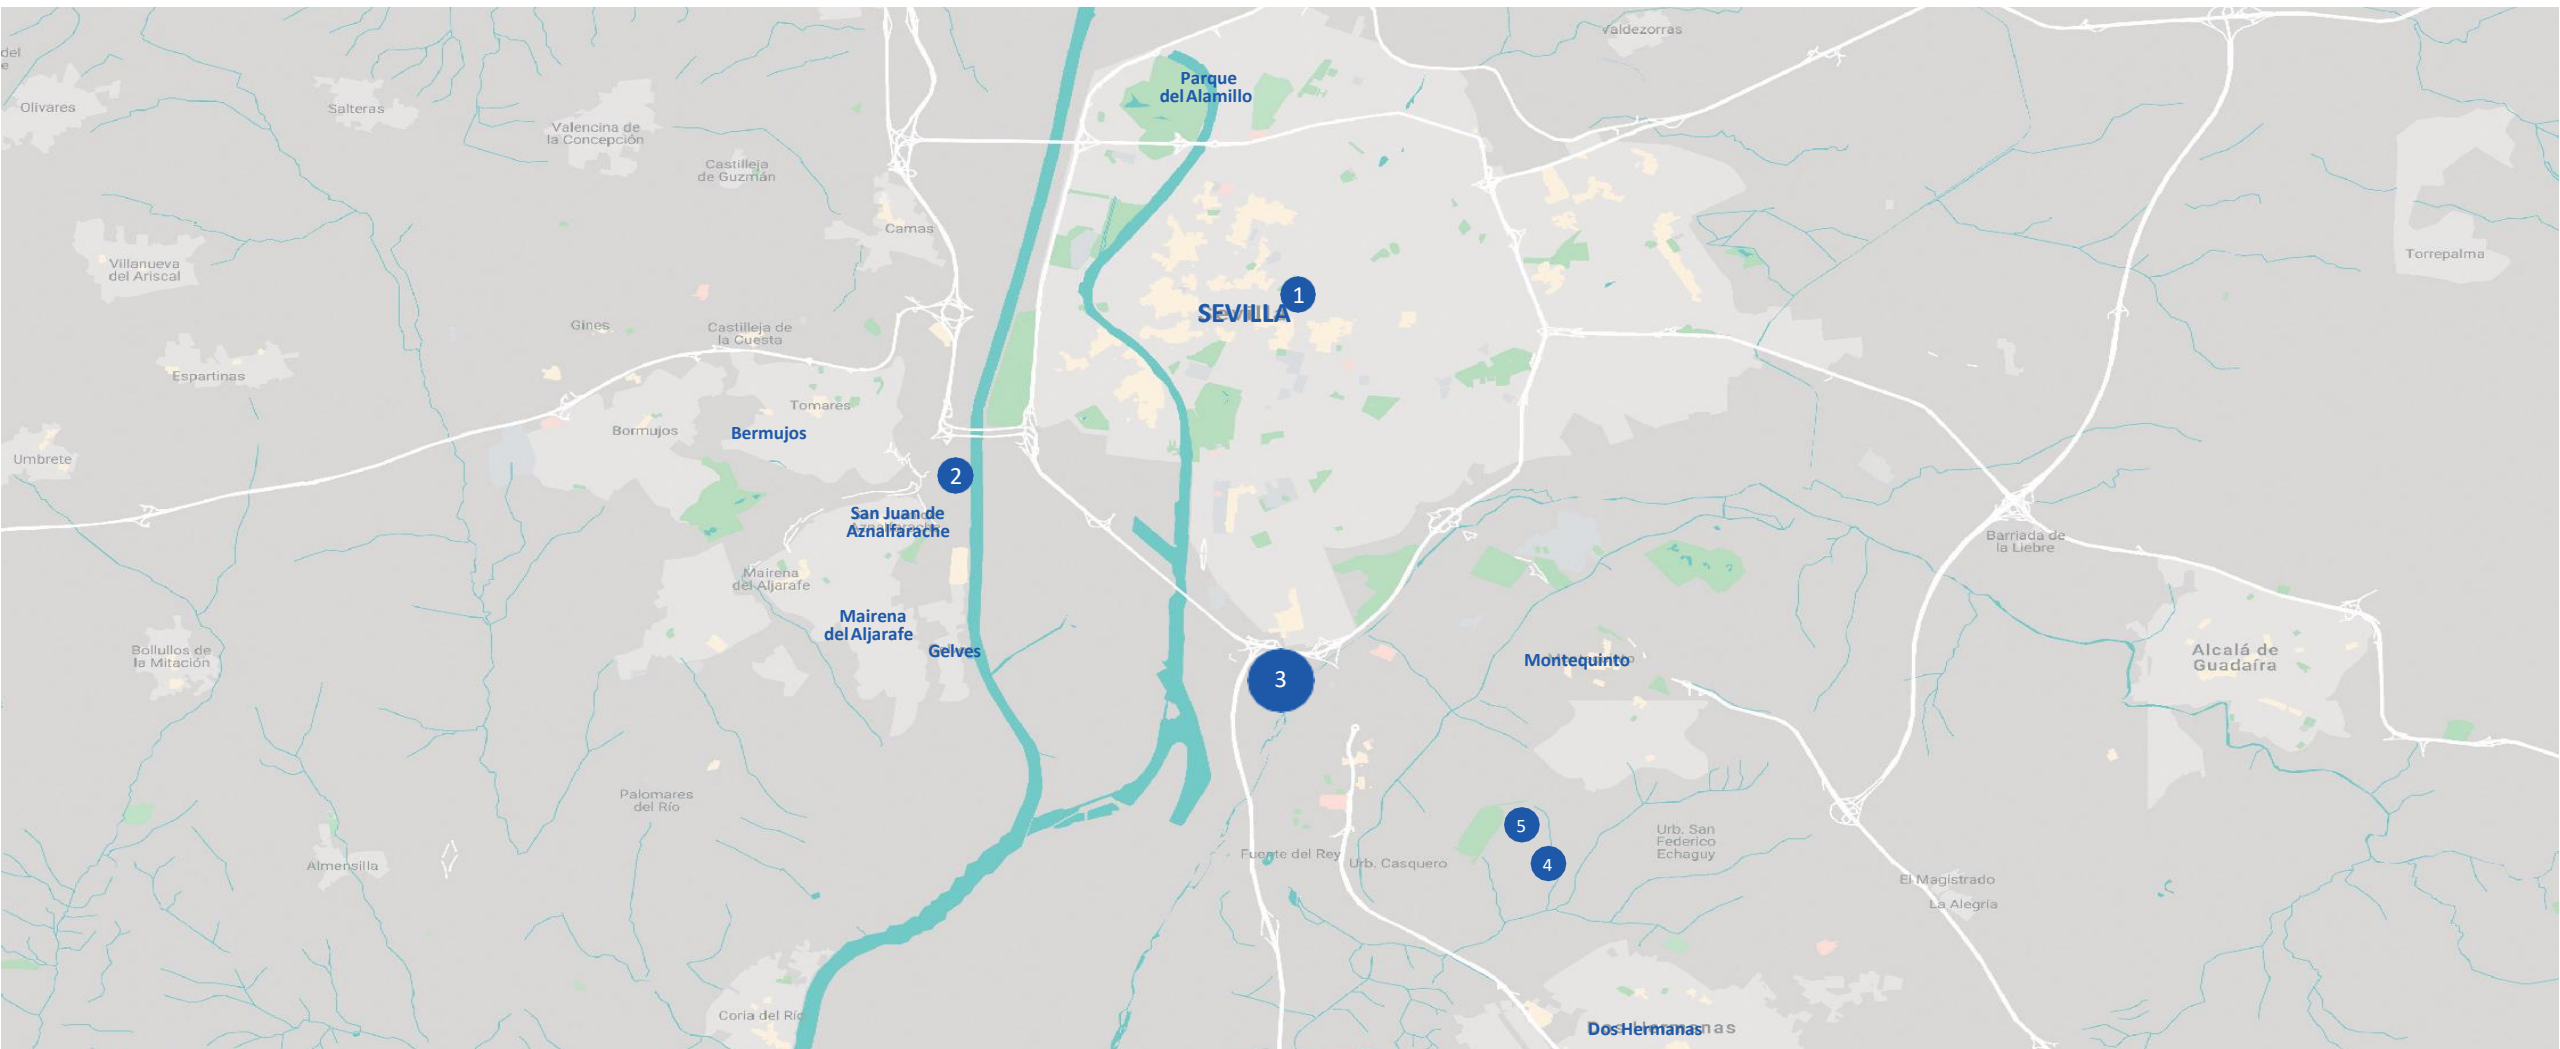 del
e
Valdezorras
Olivares
Salteras
Parque
del Alamillo
Valencina de
la Concepción
Castilleja
de Guzmán
Camas
Villanueva
del Ariscal
Torrepalma
1
SEVILLA
Gines
Castilleja de
la Cuesta
Espartinas
Tomares
Bormujos
Bermujos
Umbrete
2
San Juan de
Aznalfarache
Barriada de
la Liebre
Mairena
del Aljarafe
Mairena
del Aljarafe
Gelves
Bollullos de
la Mitación
3
Montequinto
Alcalá de
Guadaíra
Palomares
del Río
5
Urb. San
Federico
Echaguy
Fuente del Rey
Urb. Casquero
4
Almensilla
El Magistrado
La Alegría
Coria del Río
Dos Hermanas